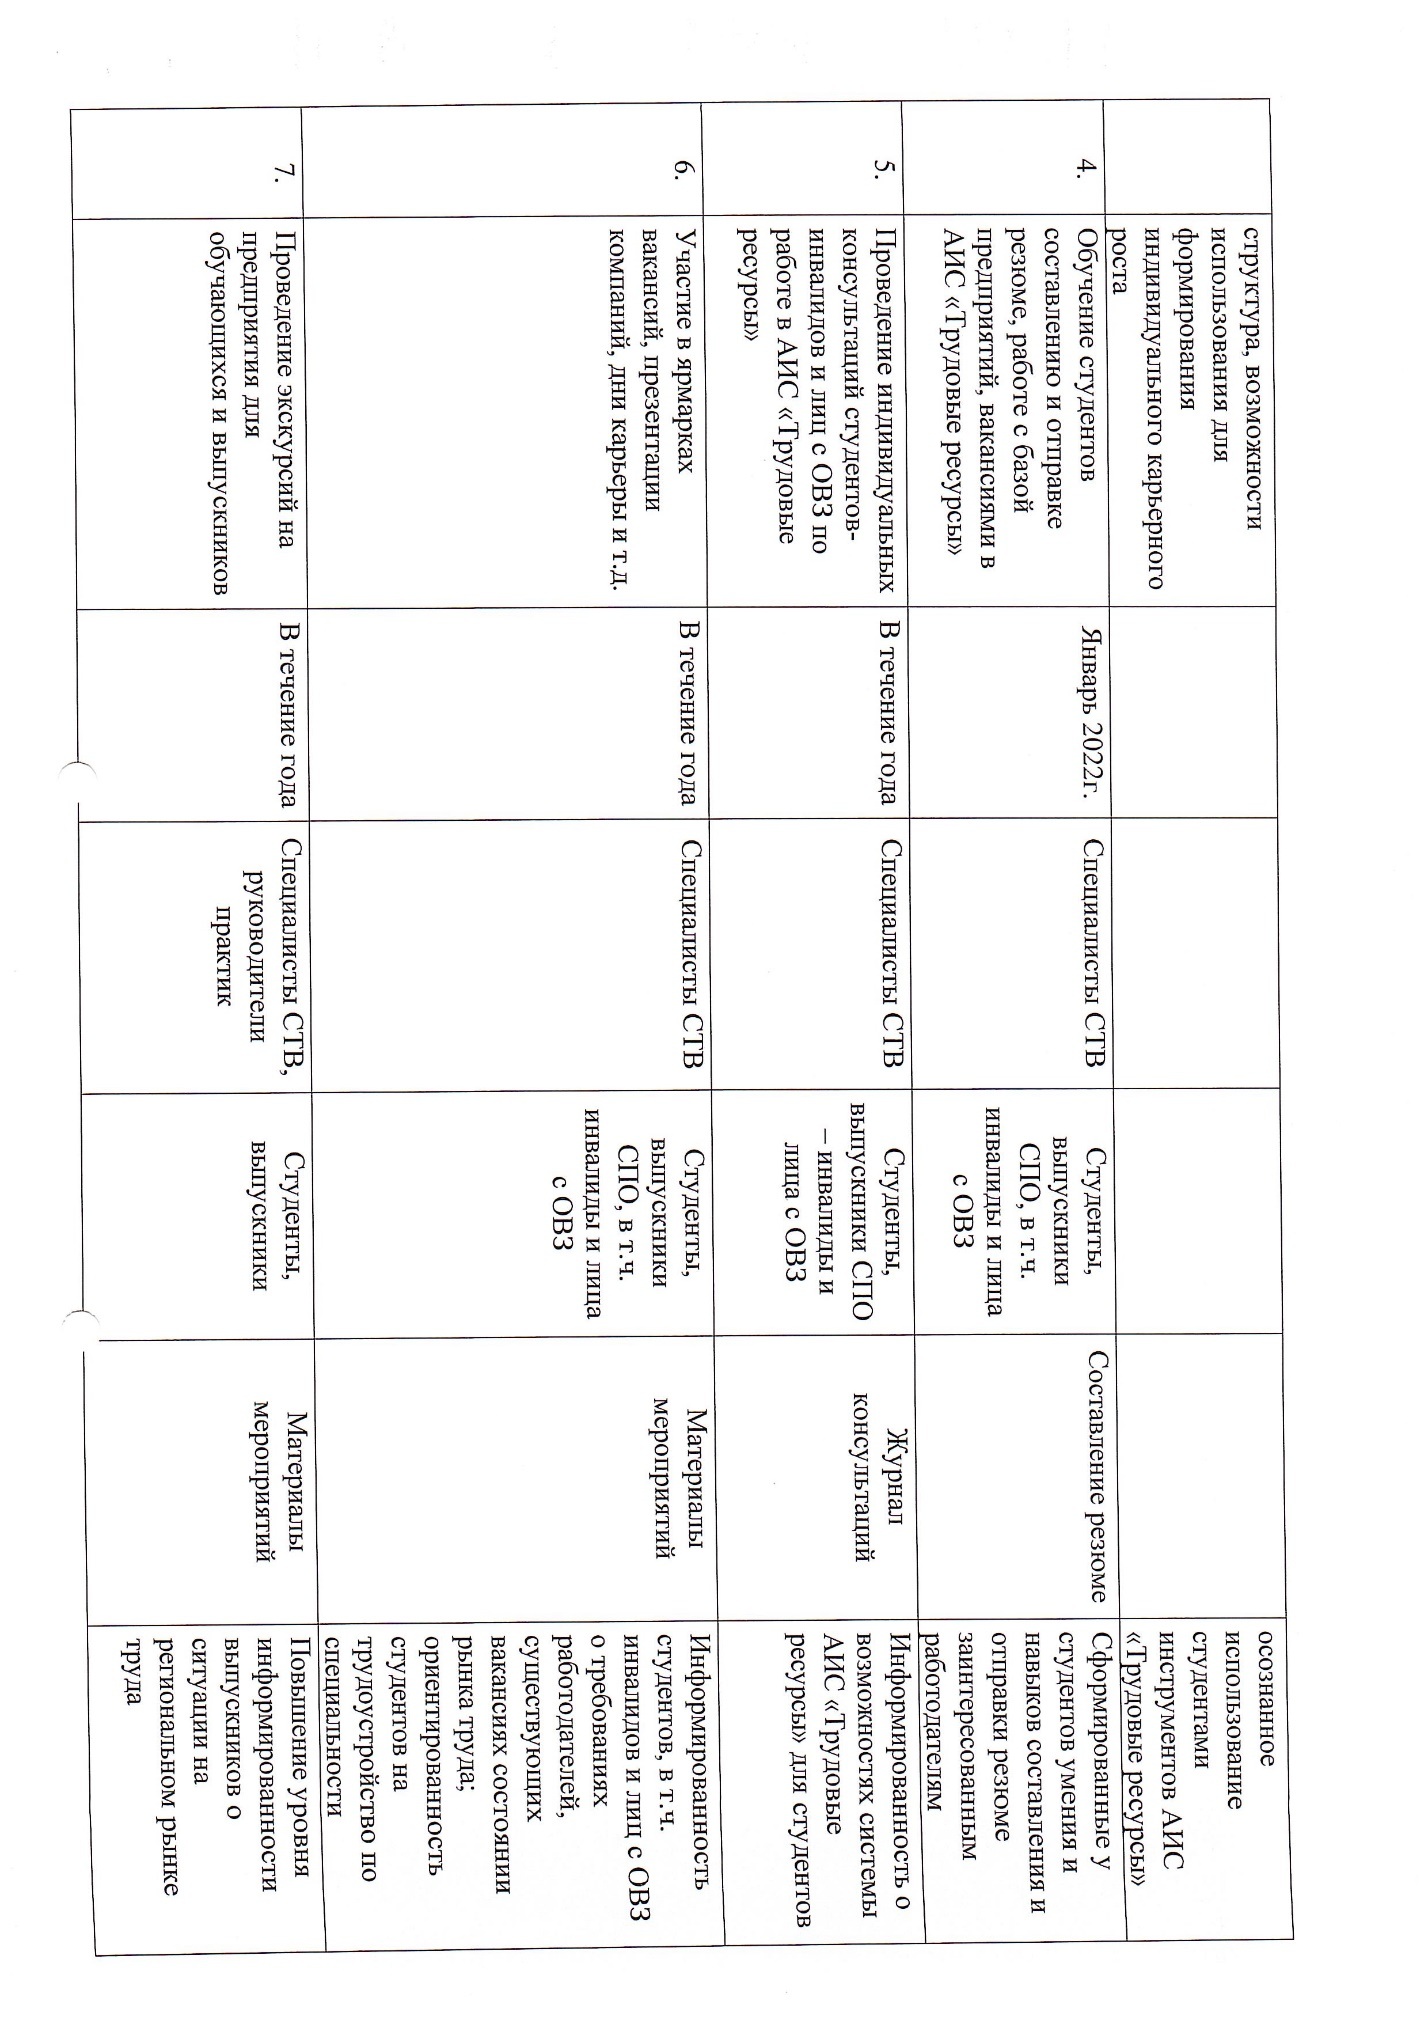 структура, возможности
использования для
формирования
индивидуального карьерного
роста
осознанное
использование
студентами
инструментов АИС
«Трудовые ресурсы»
4.
Обучение студентов
составлению и отправке
резюме, работе с базой
предприятий, вакансиями в
АИС «Трудовые ресурсы»
Январь 2022г.
Специалисты СТВ
Студенты,
выпускники
СПО, в т.ч.
инвалиды и лица
с ОВЗ
Составление резюме
Сформированные у
студентов умения и
навыков составления и
отправки резюме
заинтересованным
работодателям
5.
Проведение индивидуальных
консультаций студентов-
инвалидов и лиц с ОВЗ по
работе в АИС «Трудовые
ресурсы»
В течение года
Специалисты СТВ
Студенты,
выпускники СПО
– инвалиды и
лица с ОВЗ
Журнал
консультаций
Информированность о
возможностях системы
АИС «Трудовые
ресурсы» для студентов
6.
Участие в ярмарках
вакансий, презентации
компаний, дни карьеры и т.д.
В течение года
Специалисты СТВ
Студенты,
выпускники
СПО, в т.ч.
инвалиды и лица
с ОВЗ
Материалы
мероприятий
Информированность
студентов, в т.ч.
инвалидов и лиц с ОВЗ
о требованиях
работодателей,
существующих
вакансиях состоянии
рынка труда;
ориентированность
студентов на
трудоустройство по
специальности
7.
Проведение экскурсий на
предприятия для
обучающихся и выпускников
В течение года
Специалисты СТВ,
руководители
практик
Студенты,
выпускники
Материалы
мероприятий
Повышение уровня
информированности
выпускников о
ситуации на
региональном рынке
труда